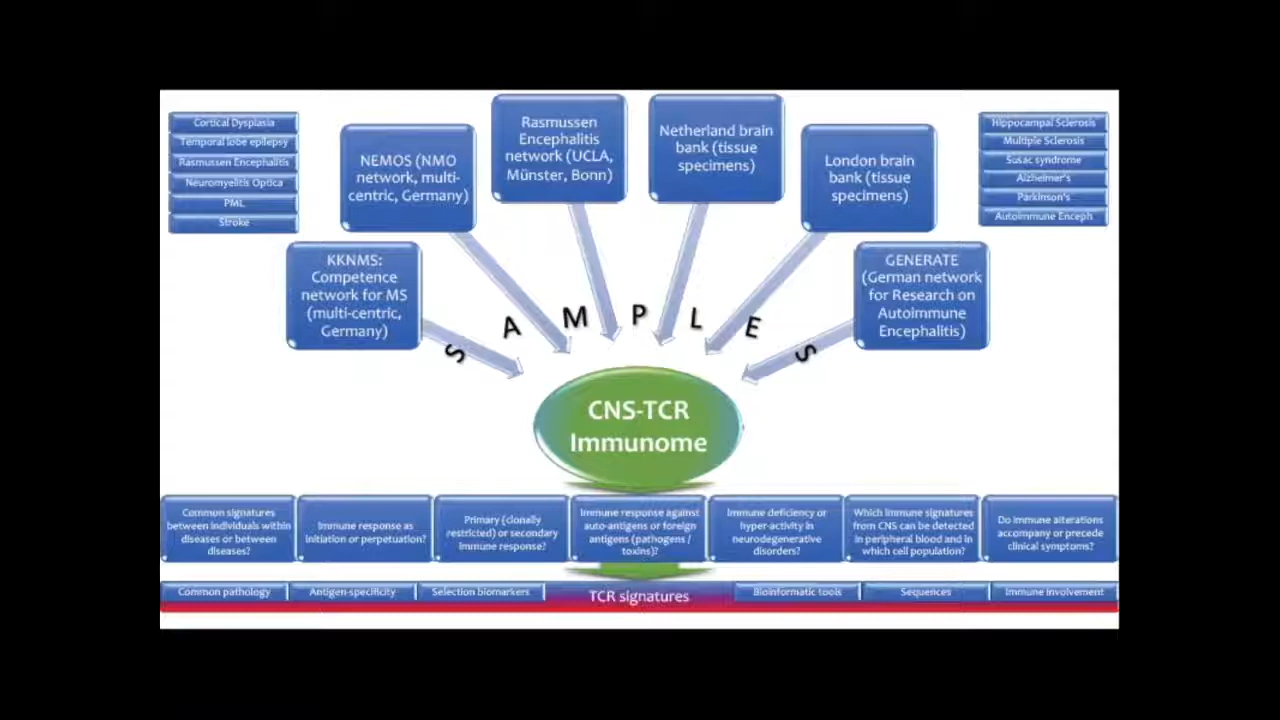 Cortical Dysplasia
Temporal lobe epilepsy
Rasmussen Encephalitis
Neuromyelitis Optica
PML
Stroke
KKNMS:
Competence
network for MS
(multi-centric,
Germany)
NEMOS (NMO
network, multi-
centric, Germany)
Rasmussen
Encephalitis
network (UCLA,
Münster, Bonn)
Netherland brain
bank (tissue
specimens)
London brain
bank (tissue
specimens)
GENERATE
(German network
for Research on
Autoimmune
Encephalitis)
Hippocampal Sclerosis
Multiple Sclerosis
Susac syndrome
Alzheimer's
Parkinson's
Autoimmune Enceph
S A M P L E S
CNS-TCR
Immunome
Common signatures
between individuals within
diseases or between
diseases?
Immune response as
initiation or perpetuation?
Primary (clonally
restricted) or secondary
immune response?
Immune response against
auto-antigens or foreign
antigens (pathogens /
toxins)?
Immune deficiency or
hyper-activity in
neurodegenerative
disorders?
Which immune signatures
from CNS can be detected
in peripheral blood and in
which cell population?
Do immune alterations
accompany or precede
clinical symptoms?
Common pathology
Antigen-specificity
Selection biomarkers
TCR signatures
Bioinformatic tools
Sequences
Immune involvement